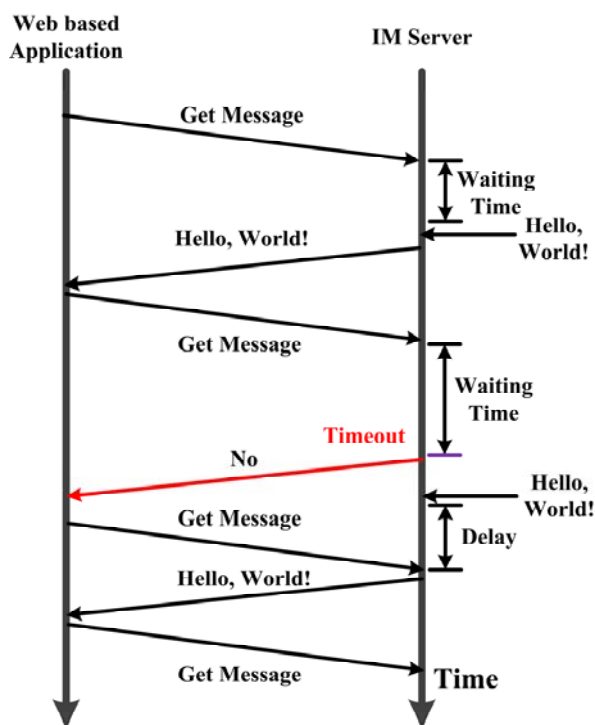 Web based
Application
IM Server
Get Message
Waiting
Time
Hello, World!
Hello,
World!
Get Message
Waiting
Time
Timeout
No
Hello,
World!
Get Message
Delay
Hello, World!
Get Message
Time